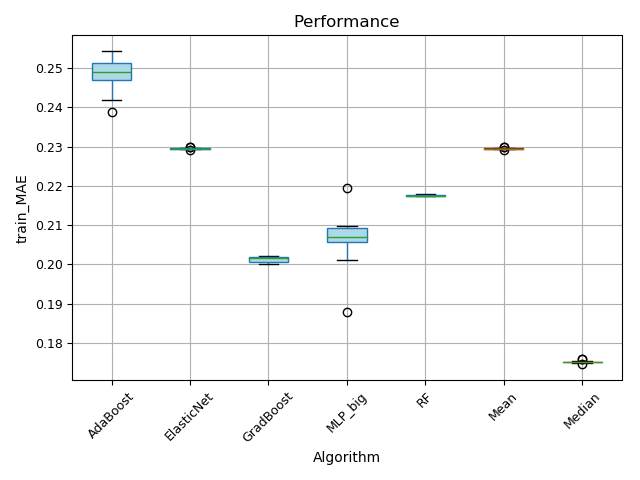 Performance
train_MAE
0.25
0.24
0.23
0.22
0.21
0.20
0.19
0.18
AdaBoost
ElasticNet
GradBoost
MLP_big
RF
Mean
Median
Algorithm